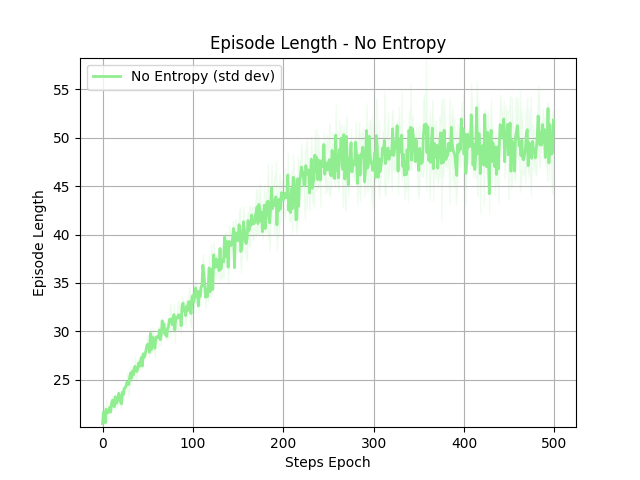 Episode Length - No Entropy
No Entropy (std dev)
Episode Length
55
50
45
40
35
30
25
0 100 200 300 400 500
Steps Epoch